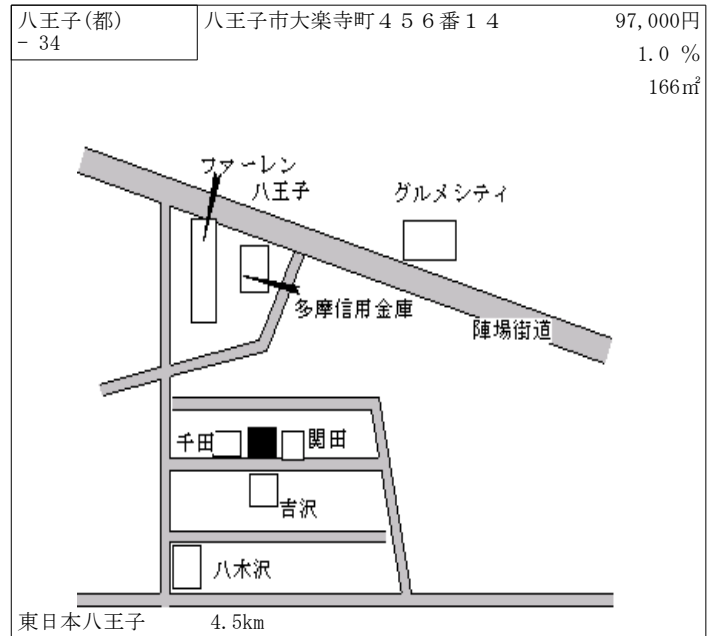 八王子(都)
- 34
八王子市大楽寺町４５６番１４
97,000円
1.0 %
166㎡
ファーレン
八王子
グルメシティ
多摩信用金庫
陣場街道
千田
関田
吉沢
八木沢
東日本八王子 4.5km